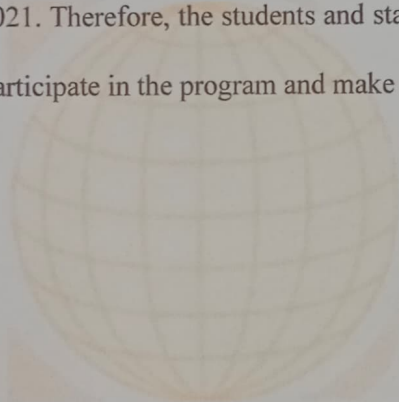 021. Therefore, the students and sta
articipate in the program and make